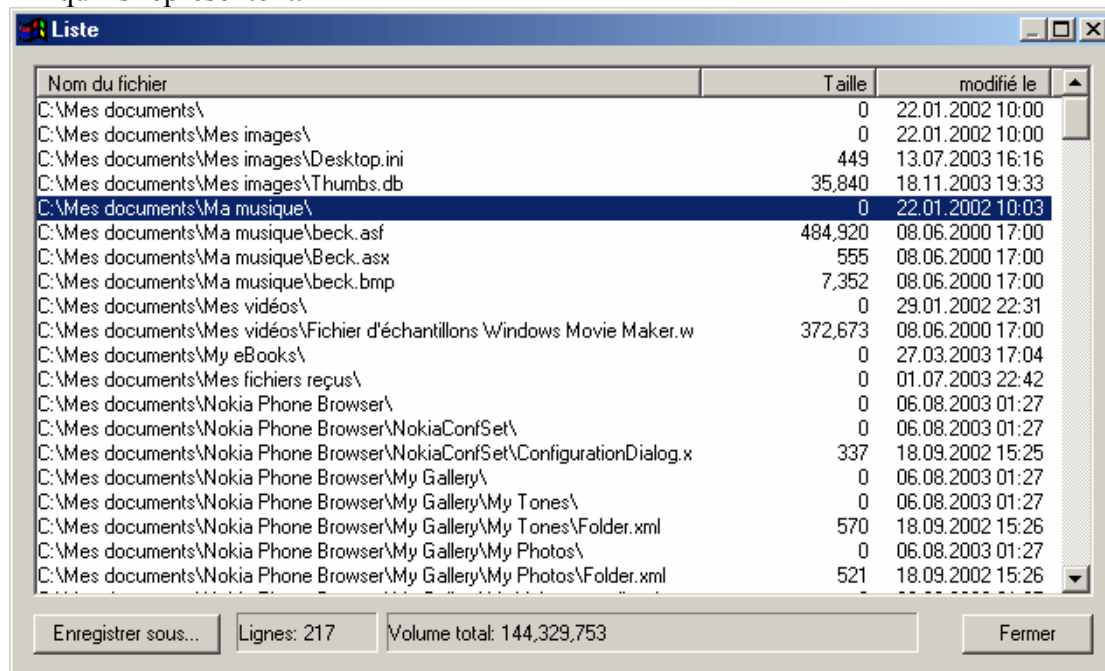 Liste
Nom du fichier Taille modifié le
C:\Mes documents\ 0 22.01.2002 10:00
C:\Mes documents\Mes images\ 0 22.01.2002 10:00
C:\Mes documents\Mes images\Desktop.ini 449 13.07.2003 16:16
C:\Mes documents\Mes images\Thumbs.db 35,840 18.11.2003 19:33
C:\Mes documents\Ma musique\ 0 22.01.2002 10:03
C:\Mes documents\Ma musique\beck.asf 484,920 08.06.2000 17:00
C:\Mes documents\Ma musique\Beck.asx 555 08.06.2000 17:00
C:\Mes documents\Ma musique\beck.bmp 7,352 08.06.2000 17:00
C:\Mes documents\Mes vidéos\ 0 29.01.2002 22:31
C:\Mes documents\Mes vidéos\Fichier d'échantillons Windows Movie Maker.w 372,673 08.06.2000 17:00
C:\Mes documents\My eBooks\ 0 27.03.2003 17:04
C:\Mes documents\Mes fichiers reçus\ 0 01.07.2003 22:42
C:\Mes documents\Nokia Phone Browser\ 0 06.08.2003 01:27
C:\Mes documents\Nokia Phone Browser\NokiaConfSet\ 0 06.08.2003 01:27
C:\Mes documents\Nokia Phone Browser\NokiaConfSet\ConfigurationDialog.x 337 18.09.2002 15:25
C:\Mes documents\Nokia Phone Browser\My Gallery\ 0 06.08.2003 01:27
C:\Mes documents\Nokia Phone Browser\My Gallery\My Tones\ 0 06.08.2003 01:27
C:\Mes documents\Nokia Phone Browser\My Gallery\My Tones\Folder.xml 570 18.09.2002 15:26
C:\Mes documents\Nokia Phone Browser\My Gallery\My Photos\ 0 06.08.2003 01:27
C:\Mes documents\Nokia Phone Browser\My Gallery\My Photos\Folder.xml 521 18.09.2002 15:26
Enregistrer sous... Lignes: 217 Volume total: 144,329,753 Fermer